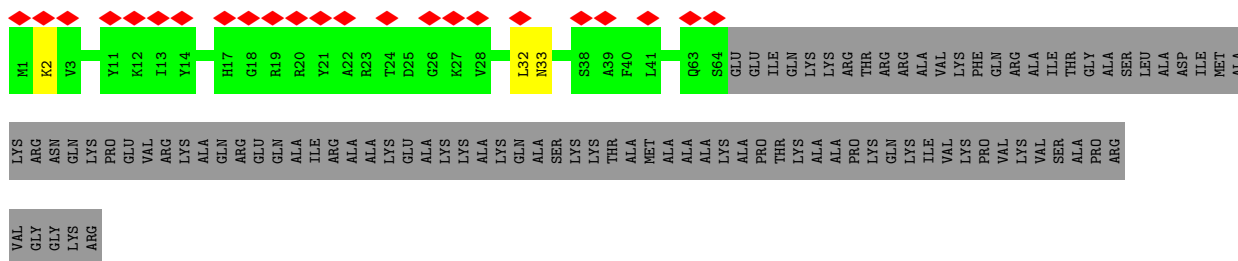 M1 K2 V3 Y11 K12 I13 Y14 H17 G18 R19 R20 Y21 A22 R23 T24 D25 G26 K27 V28 L32 N33 S38 A39 F40 L41 Q63 S64 GLU GLU ILE GLN LYS LYS ARG THR ARG ARG ALA VAL LYS PHE GLN ARG ALA ILE THR GLY ALA SER LEU ALA ASP ILE MET ALA
LYS ARG ASN GLN LYS PRO GLU VAL ARG LYS ALA GLN ARG GLU GLN ALA ILE ARG ALA ALA LYS GLU ALA LYS LYS ALA LYS GLN ALA SER LYS LYS THR ALA MET ALA ALA ALA LYS ALA PRO THR LYS ALA ALA PRO LYS GLN LYS ILE VAL LYS PRO VAL LYS VAL SER ALA PRO ARG
VAL GLY GLY LYS ARG